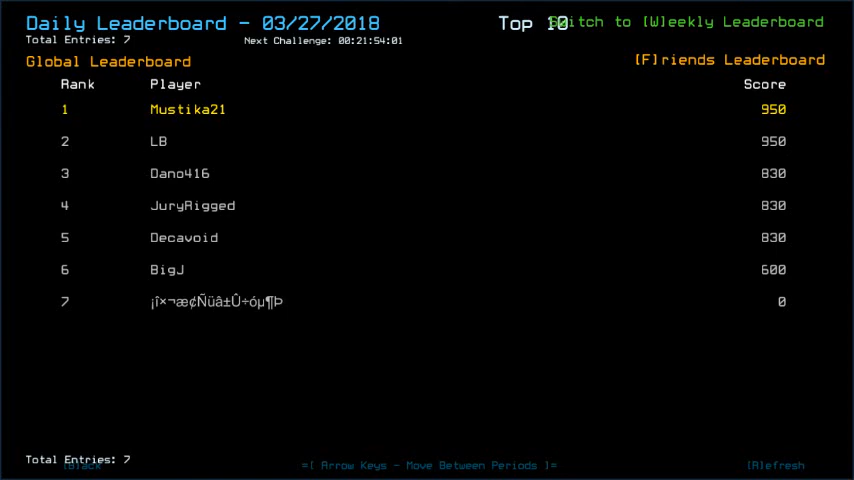 Daily Leaderboard - 03/27/2018 Top 10 Switch to [W]eekly Leaderboard
Total Entries: 7 Next Challenge: 00:21:54:01
Global Leaderboard [F]riends Leaderboard
Rank Player Score
1 Mustika21 950
2 LB 950
3 Dano416 830
4 JuryRigged 830
5 Decavoid 830
6 BigJ 600
7 ¡î×¬æ¢Ñüâ±Û÷óµ¶Þ 0
Total Entries: 7
[B]ack =[ Arrow Keys - Move Between Periods ]= [R]efresh